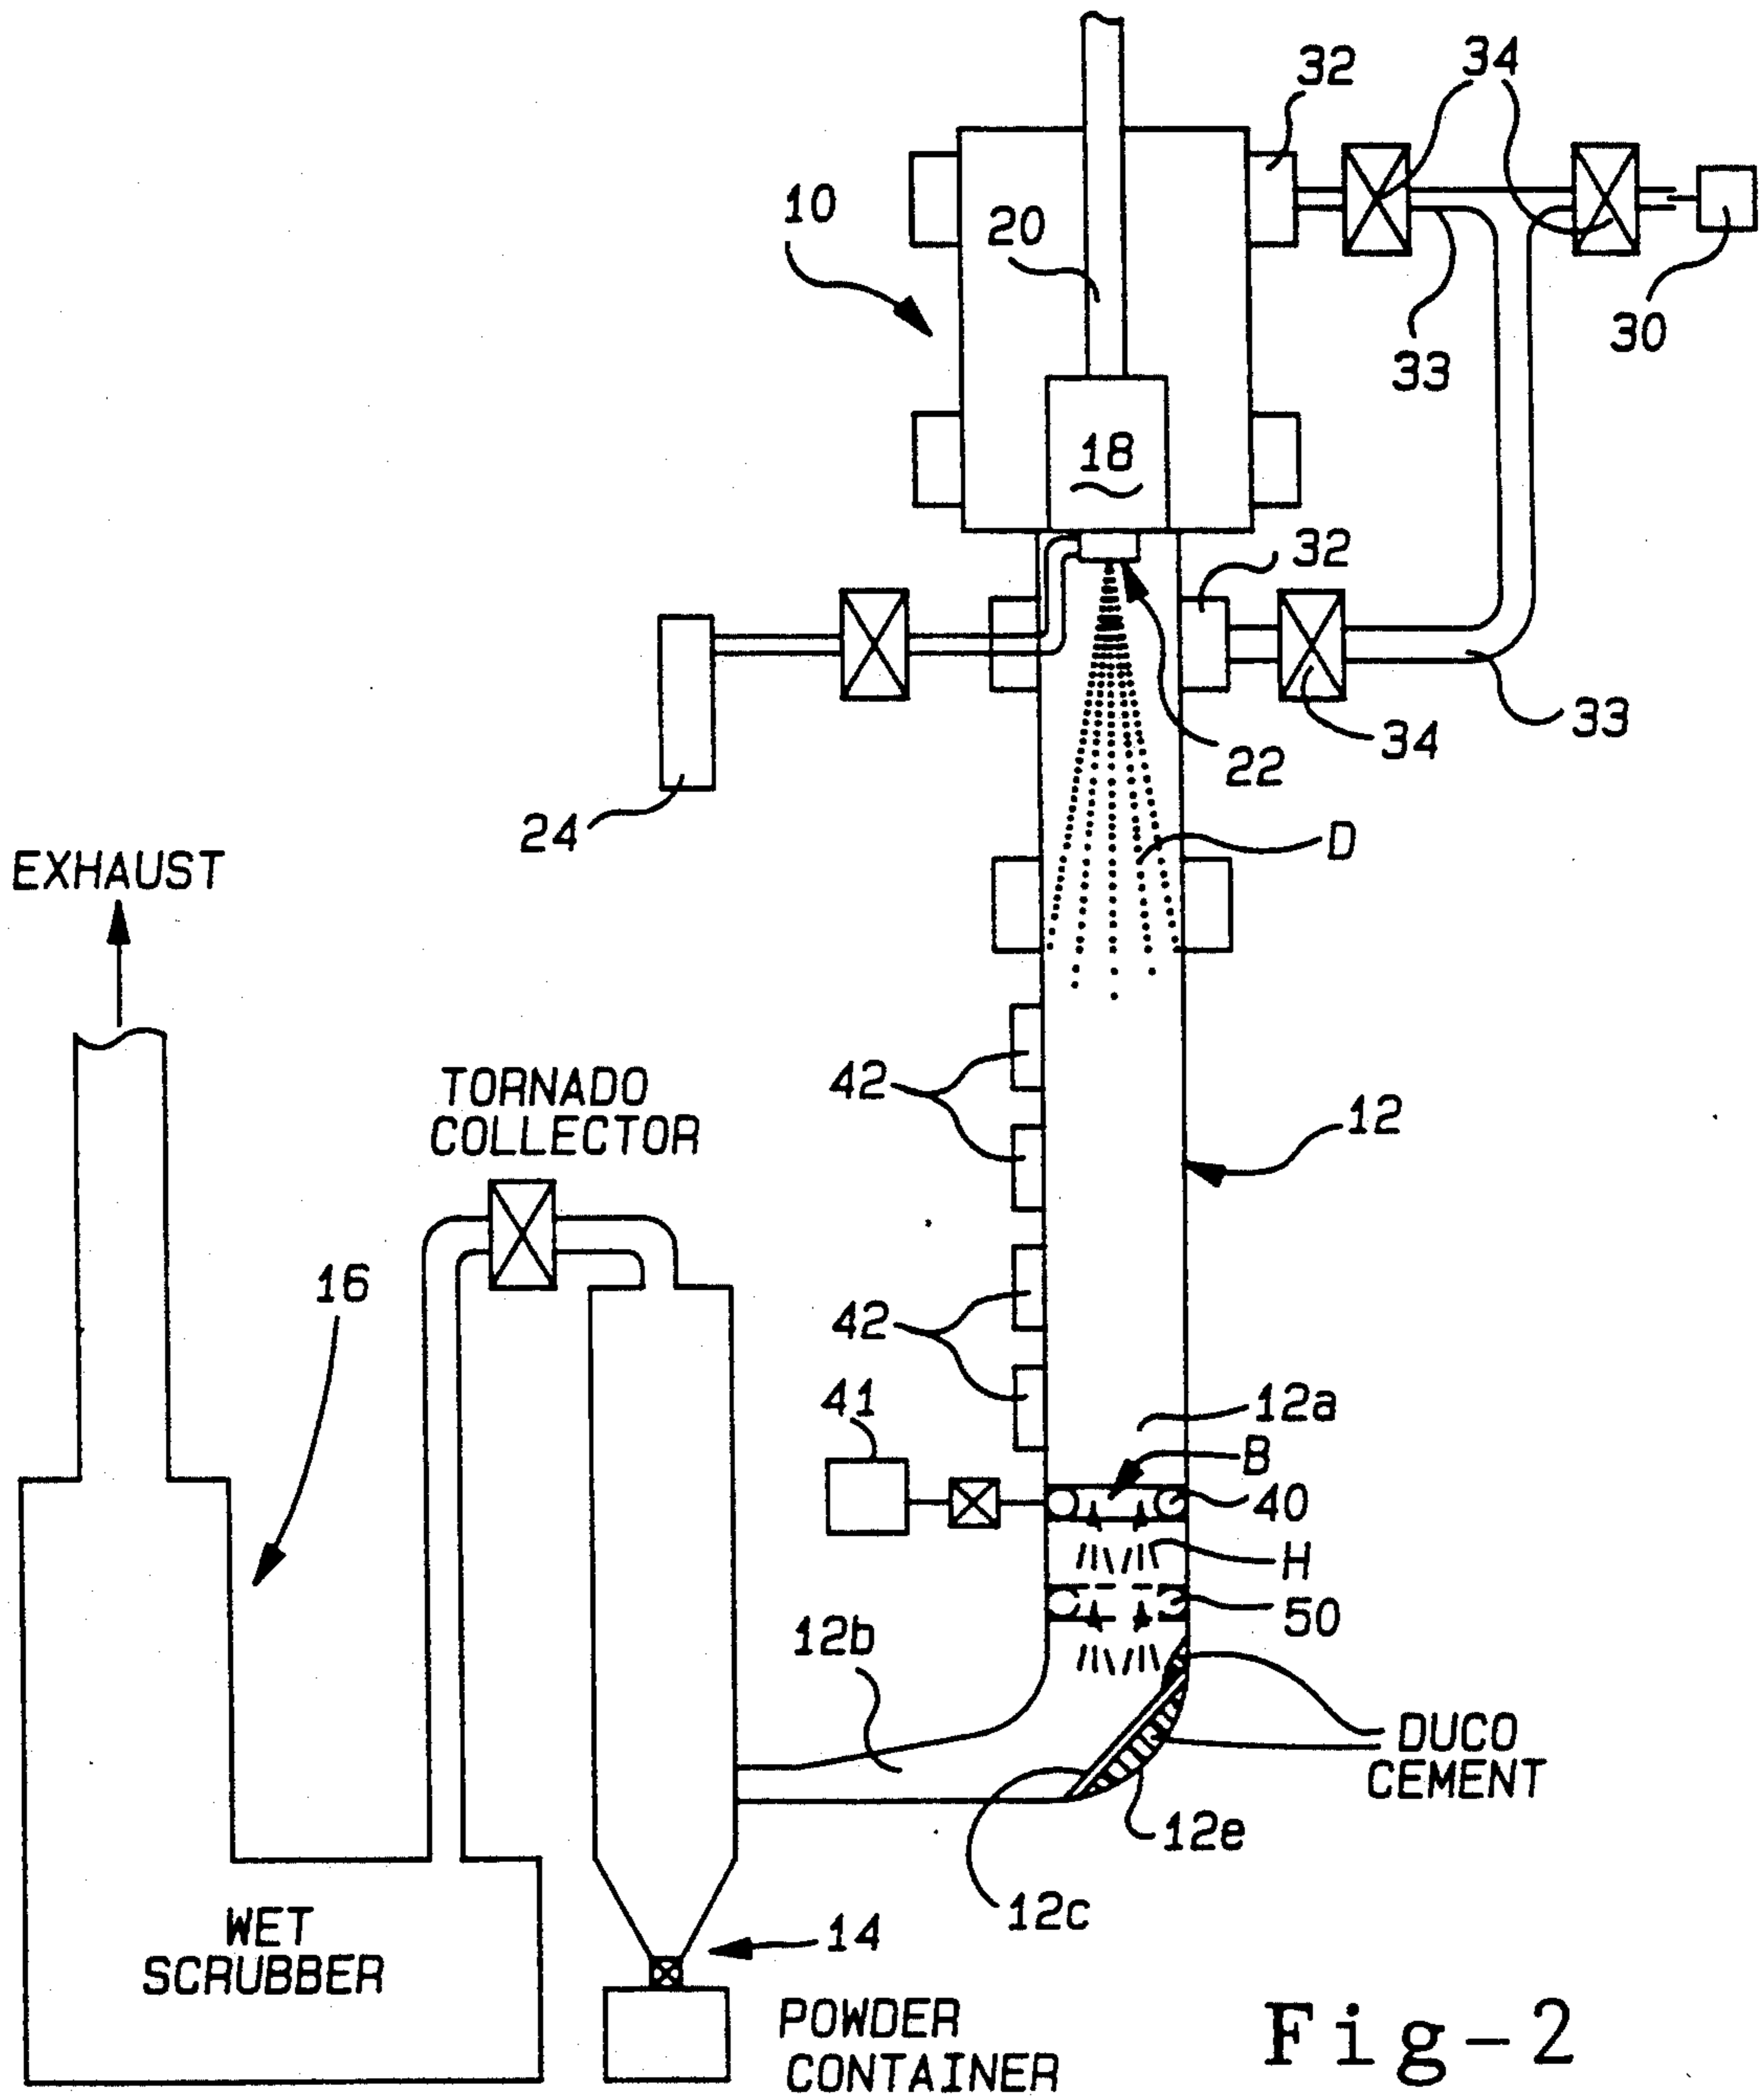 32
34
10
20
30
33
18
32
33
34
22
24
D
EXHAUST
42
TORNADO
COLLECTOR
12
16
42
41
12a
B
40
H
50
12b
DUCO
CEMENT
12e
12c
14
WET
SCRUBBER
POWDER
CONTAINER
Fig-2